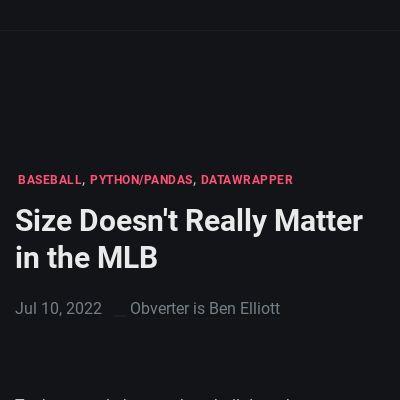 BASEBALL, PYTHON/PANDAS, DATAWRAPPER
Size Doesn't Really Matter
in the MLB
Jul 10, 2022 __ Obverter is Ben Elliott